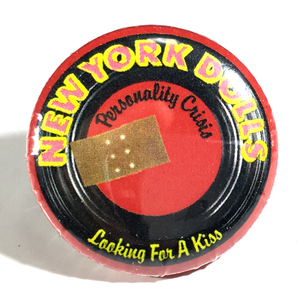 NEW YORK DOLLS
Personality Crisis
Looking For A Kiss